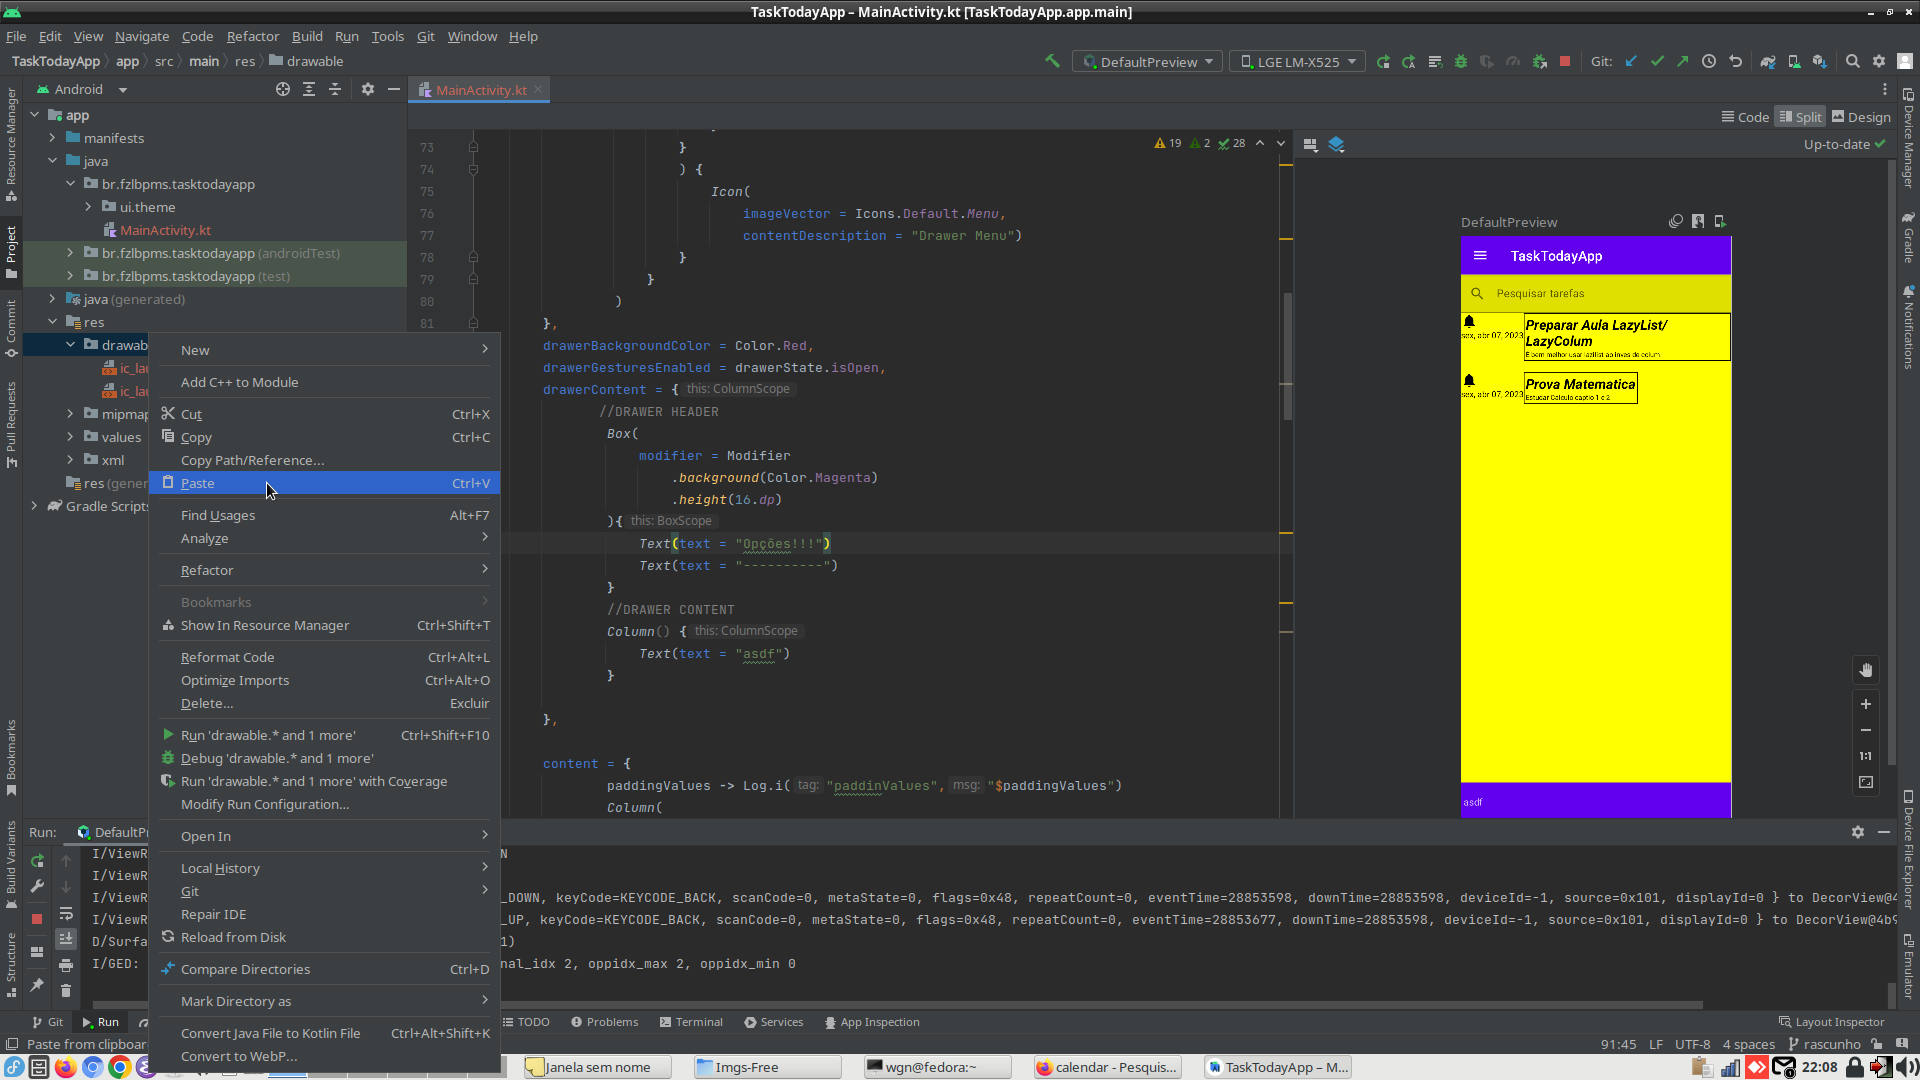 TaskTodayApp – MainActivity.kt [TaskTodayApp.app.main]
File Edit View Navigate Code Refactor Build Run Tools Git Window Help
TaskTodayApp app src main res drawable
DefaultPreview
LGE LM-X525
Git:
Android
MainActivity.kt
Code Split Design
Resource Manager
Project
Commit
Pull Requests
Bookmarks
Build Variants
Structure
app
manifests
java
br.fzlbpms.tasktodayapp
ui.theme
MainActivity.kt
br.fzlbpms.tasktodayapp (androidTest)
br.fzlbpms.tasktodayapp (test)
java (generated)
res
drawab
ic_lau
ic_lau
mipmap
values
xml
res (gener
Gradle Scripts
New
Add C++ to Module
Cut Ctrl+X
Copy Ctrl+C
Copy Path/Reference...
Paste Ctrl+V
Find Usages Alt+F7
Analyze
Refactor
Bookmarks
Show In Resource Manager Ctrl+Shift+T
Reformat Code Ctrl+Alt+L
Optimize Imports Ctrl+Alt+O
Delete... Excluir
Run 'drawable.* and 1 more' Ctrl+Shift+F10
Debug 'drawable.* and 1 more'
Run 'drawable.* and 1 more' with Coverage
Modify Run Configuration...
Open In
Local History
Git
Repair IDE
Reload from Disk
Compare Directories Ctrl+D
Mark Directory as
Convert Java File to Kotlin File Ctrl+Alt+Shift+K
Convert to WebP...
19 2 28
73 }
74 ) {
75 Icon(
76 imageVector = Icons.Default.Menu,
77 contentDescription = "Drawer Menu")
78 }
79 }
80 )
81 },
drawerBackgroundColor = Color.Red,
drawerGesturesEnabled = drawerState.isOpen,
drawerContent = { this: ColumnScope
//DRAWER HEADER
Box(
modifier = Modifier
.background(Color.Magenta)
.height(16.dp)
){ this: BoxScope
Text(text = "Opções!!!")
Text(text = "----------")
}
//DRAWER CONTENT
Column() { this: ColumnScope
Text(text = "asdf")
}
},
content = {
paddingValues -> Log.i( tag: "paddinValues", msg: "$paddingValues")
Column(
Up-to-date
DefaultPreview
TaskTodayApp
Pesquisar tarefas
sex, abr 07, 2023
Preparar Aula LazyList/
LazyColum
É bem melhor usar lazilist ao inves de colum
sex, abr 07, 2023
Prova Matematica
Estudar Calculo captio 1 e 2
asdf
1:1
Device Manager
Gradle
Notifications
Device File Explorer
Emulator
Run: DefaultPr
I/ViewR N
I/ViewR
I/ViewR _DOWN, keyCode=KEYCODE_BACK, scanCode=0, metaState=0, flags=0x48, repeatCount=0, eventTime=28853598, downTime=28853598, deviceId=-1, source=0x101, displayId=0 } to DecorView@4b
I/ViewR _UP, keyCode=KEYCODE_BACK, scanCode=0, metaState=0, flags=0x48, repeatCount=0, eventTime=28853677, downTime=28853598, deviceId=-1, source=0x101, displayId=0 } to DecorView@4b9
D/Surfa 1)
I/GED: nal_idx 2, oppidx_max 2, oppidx_min 0
Git Run TODO Problems Terminal Services App Inspection Layout Inspector
Paste from clipboar 91:45 LF UTF-8 4 spaces rascunho
Janela sem nome Imgs-Free wgn@fedora:~ calendar - Pesquis... TaskTodayApp – M... 22:08